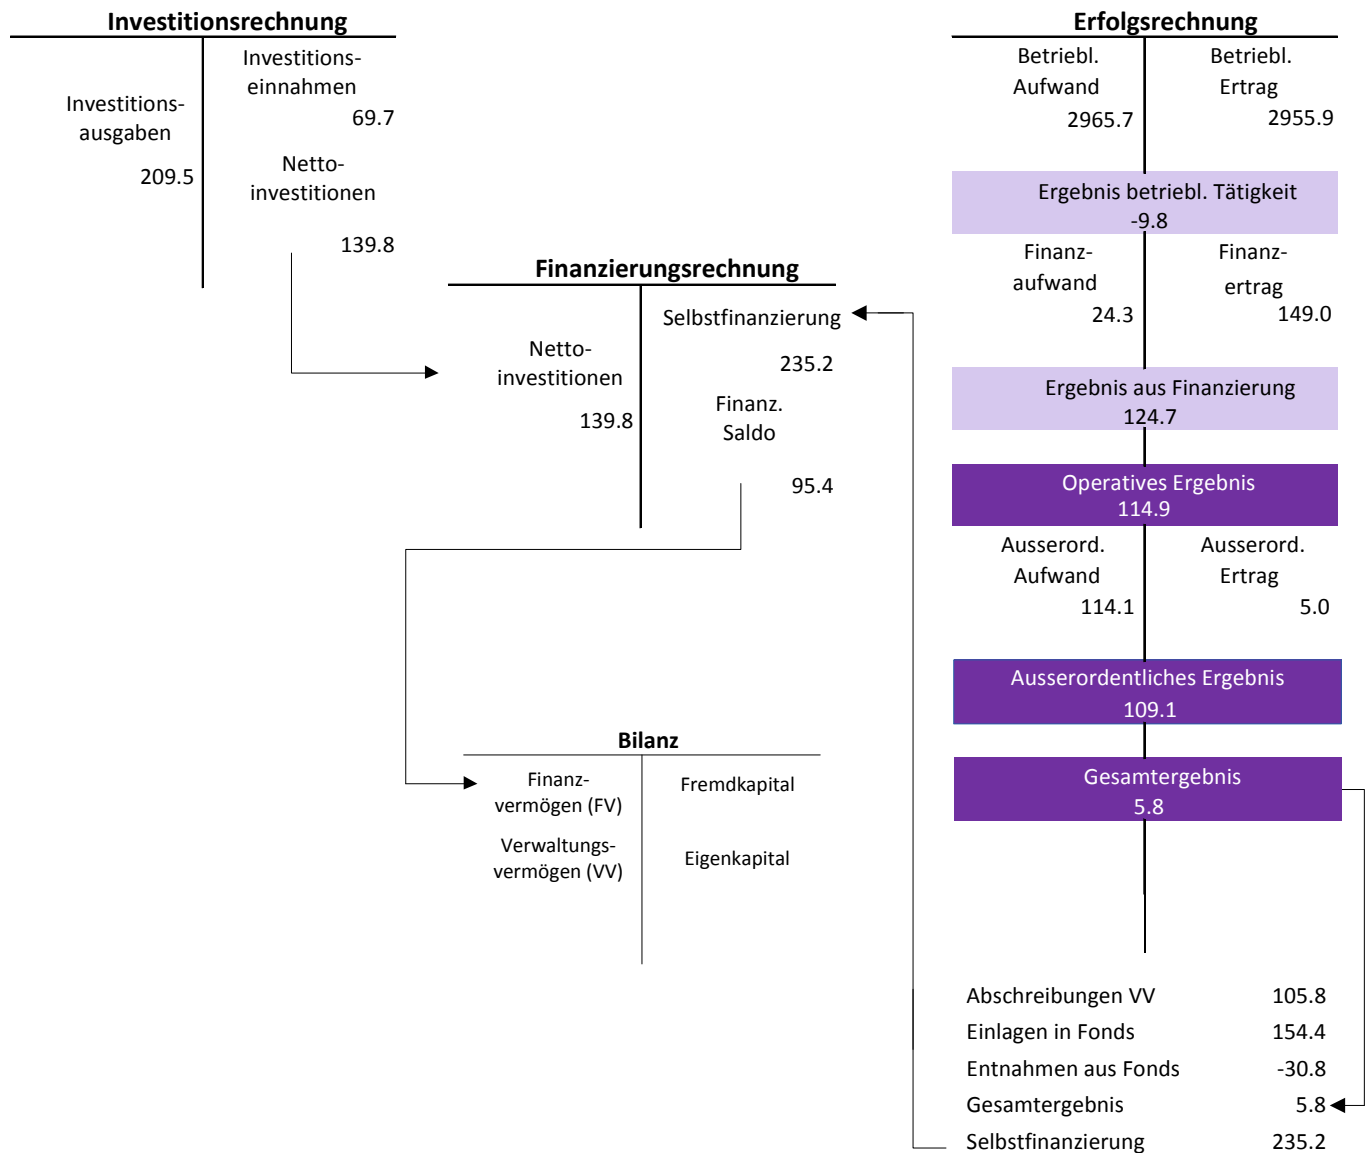 Investitionsrechnung
Investitions-
ausgaben
209.5
Investitions-
einnahmen
69.7
Netto-
investitionen
139.8
Finanzierungsrechnung
Netto-
investitionen
139.8
Selbstfinanzierung
235.2
Finanz.
Saldo
95.4
Bilanz
Finanz-
vermögen (FV)
Verwaltungs-
vermögen (VV)
Fremdkapital
Eigenkapital
Erfolgsrechnung
Betriebl.
Aufwand
2965.7
Betriebl.
Ertrag
2955.9
Ergebnis betriebl. Tätigkeit
-9.8
Finanz-
aufwand
24.3
Finanz-
ertrag
149.0
Ergebnis aus Finanzierung
124.7
Operatives Ergebnis
114.9
Ausserord.
Aufwand
114.1
Ausserord.
Ertrag
5.0
Ausserordentliches Ergebnis
109.1
Gesamtergebnis
5.8
Abschreibungen VV 105.8
Einlagen in Fonds 154.4
Entnahmen aus Fonds -30.8
Gesamtergebnis 5.8
Selbstfinanzierung 235.2